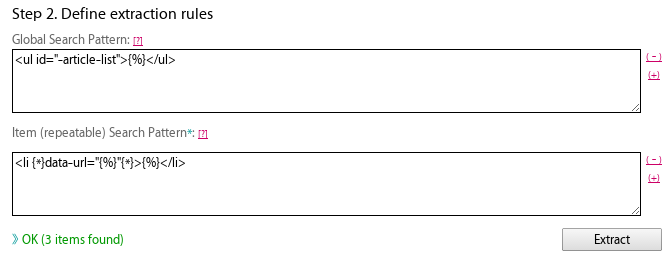 Step 2. Define extraction rules
Global Search Pattern: [?]
<ul id="-article-list">{%}</ul>
( - )
(+)
Item (repeatable) Search Pattern*: [?]
<li {*}data-url="{%}"{*}>{%}</li>
( - )
(+)
》OK (3 items found)
Extract